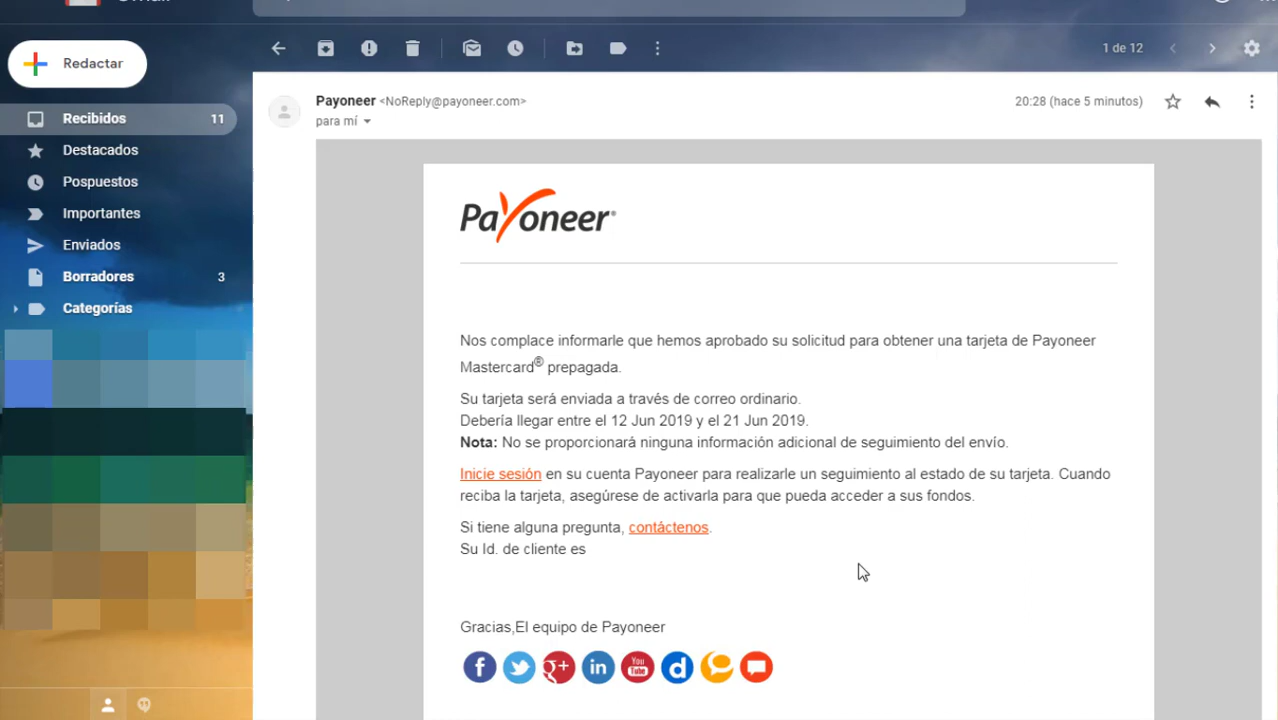 Redactar
1 de 12
Recibidos 11
Destacados
Pospuestos
Importantes
Enviados
Borradores 3
Categorías
Payoneer <NoReply@payoneer.com>
20:28 (hace 5 minutos)
para mí
Payoneer®
Nos complace informarle que hemos aprobado su solicitud para obtener una tarjeta de Payoneer
Mastercard® prepagada.
Su tarjeta será enviada a través de correo ordinario.
Debería llegar entre el 12 Jun 2019 y el 21 Jun 2019.
Nota: No se proporcionará ninguna información adicional de seguimiento del envío.
Inicie sesión en su cuenta Payoneer para realizarle un seguimiento al estado de su tarjeta. Cuando
reciba la tarjeta, asegúrese de activarla para que pueda acceder a sus fondos.
Si tiene alguna pregunta, contáctenos.
Su Id. de cliente es
Gracias,El equipo de Payoneer
f g+ in You Tube d